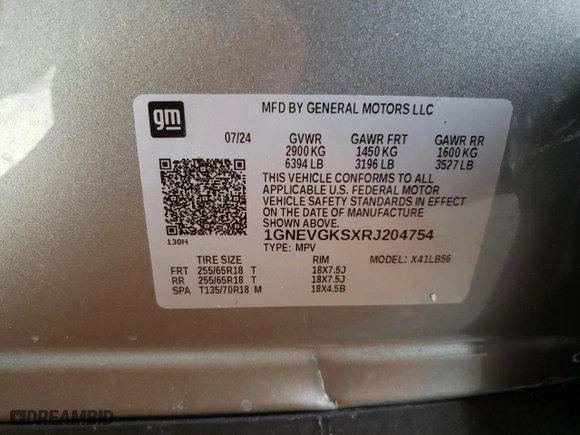 gm
MFD BY GENERAL MOTORS LLC
07/24 GVWR GAWR FRT GAWR RR
2900 KG 1450 KG 1600 KG
6394 LB 3196 LB 3527 LB
THIS VEHICLE CONFORMS TO ALL
APPLICABLE U.S. FEDERAL MOTOR
VEHICLE SAFETY STANDARDS IN EFFECT
ON THE DATE OF MANUFACTURE
SHOWN ABOVE.
130H
1GNEVGKSXRJ204754
TYPE: MPV
TIRE SIZE RIM MODEL: X41LB56
FRT 255/65R18 T 18X7.5J
RR 255/65R18 T 18X7.5J
SPA T135/70R18 M 18X4.5B
DREAMBID